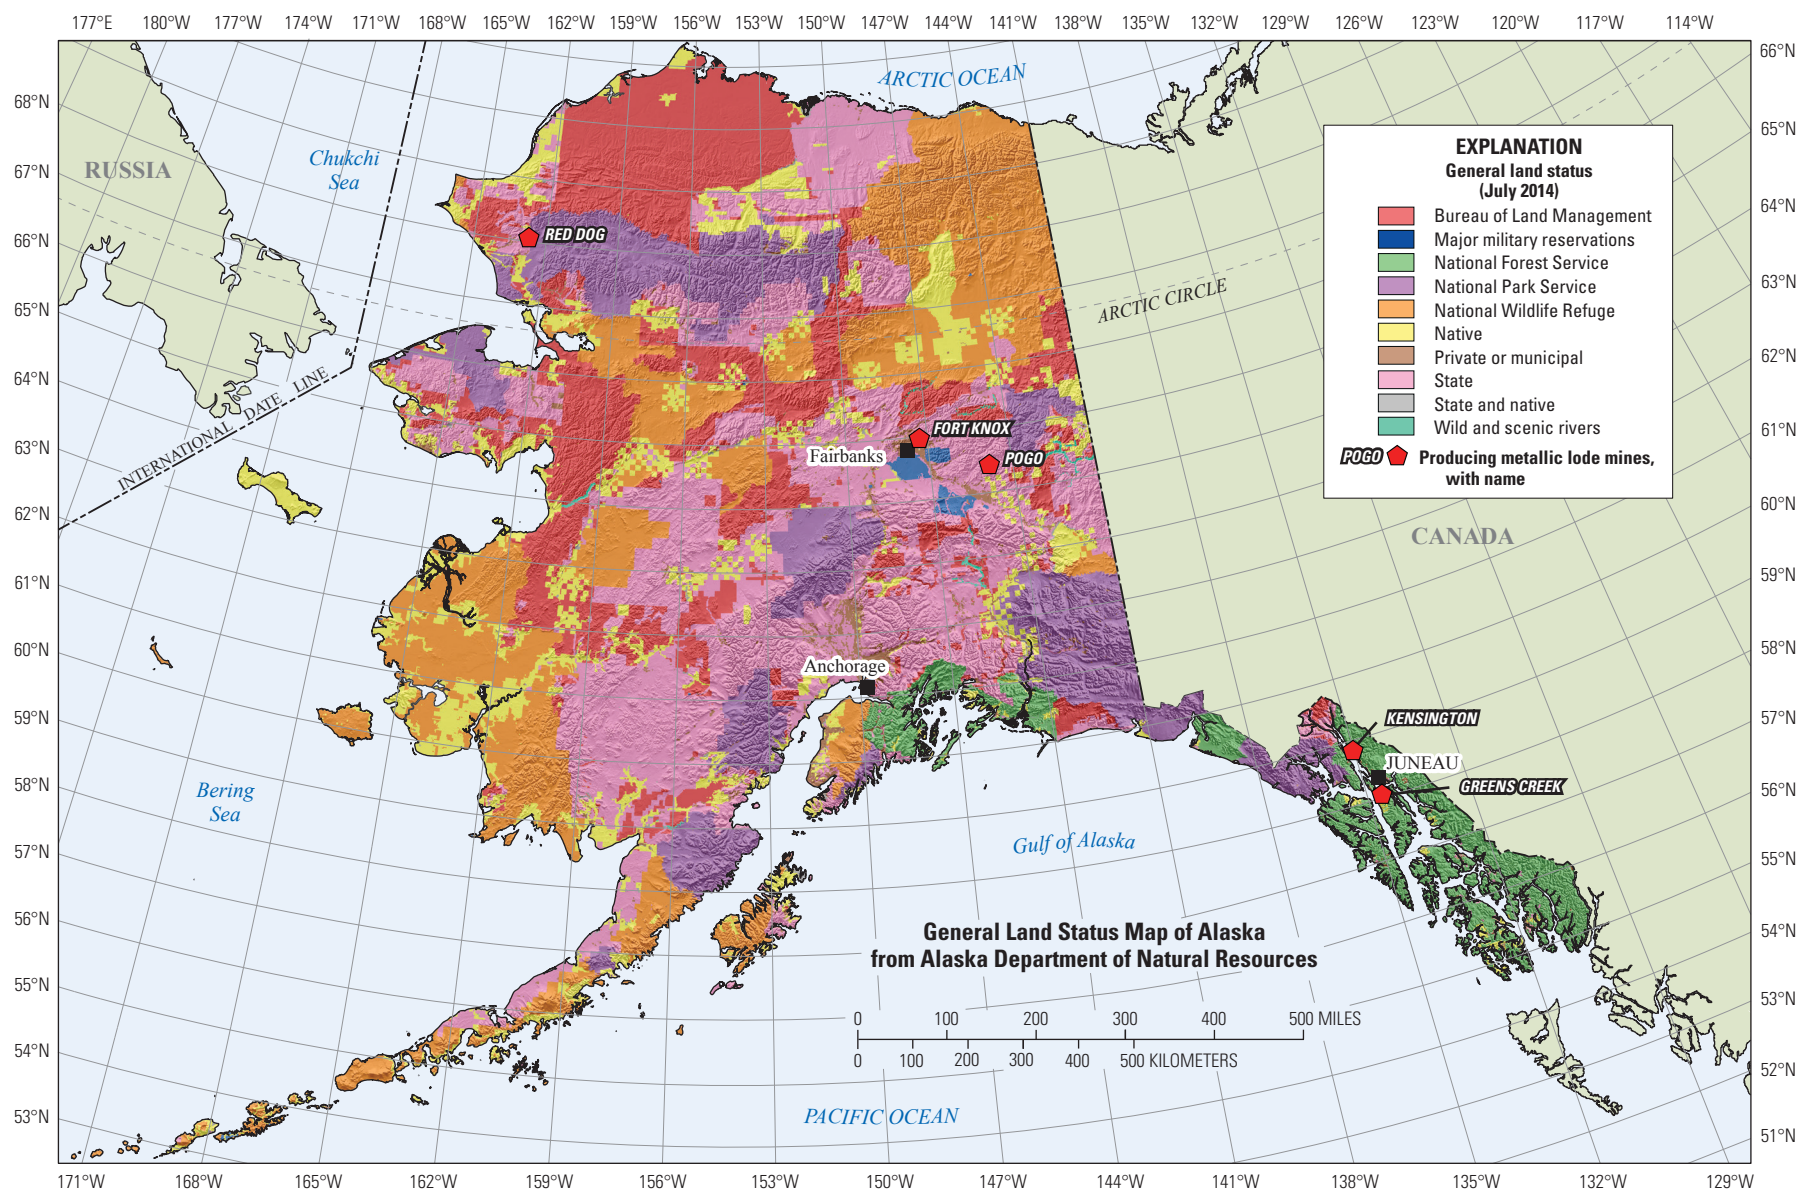 177°E 180°W 177°W 174°W 171°W 168°W 165°W 162°W 159°W 156°W 153°W 150°W 147°W 144°W 141°W 138°W 135°W 132°W 129°W 126°W 123°W 120°W 117°W 114°W
68°N
67°N
66°N
65°N
64°N
63°N
62°N
61°N
60°N
59°N
58°N
57°N
56°N
55°N
54°N
53°N
66°N
65°N
64°N
63°N
62°N
61°N
60°N
59°N
58°N
57°N
56°N
55°N
54°N
53°N
52°N
51°N
ARCTIC OCEAN
RUSSIA
Chukchi
Sea
RED DOG
ARCTIC CIRCLE
INTERNATIONAL DATE LINE
FORT KNOX
Fairbanks
POGO
CANADA
Anchorage
KENSINGTON
JUNEAU
GREENS CREEK
Bering
Sea
Gulf of Alaska
EXPLANATION
General land status
(July 2014)
Bureau of Land Management
Major military reservations
National Forest Service
National Park Service
National Wildlife Refuge
Native
Private or municipal
State
State and native
Wild and scenic rivers
POGO Producing metallic lode mines,
with name
General Land Status Map of Alaska
from Alaska Department of Natural Resources
0 100 200 300 400 500 MILES
0 100 200 300 400 500 KILOMETERS
PACIFIC OCEAN
171°W 168°W 165°W 162°W 159°W 156°W 153°W 150°W 147°W 144°W 141°W 138°W 135°W 132°W 129°W